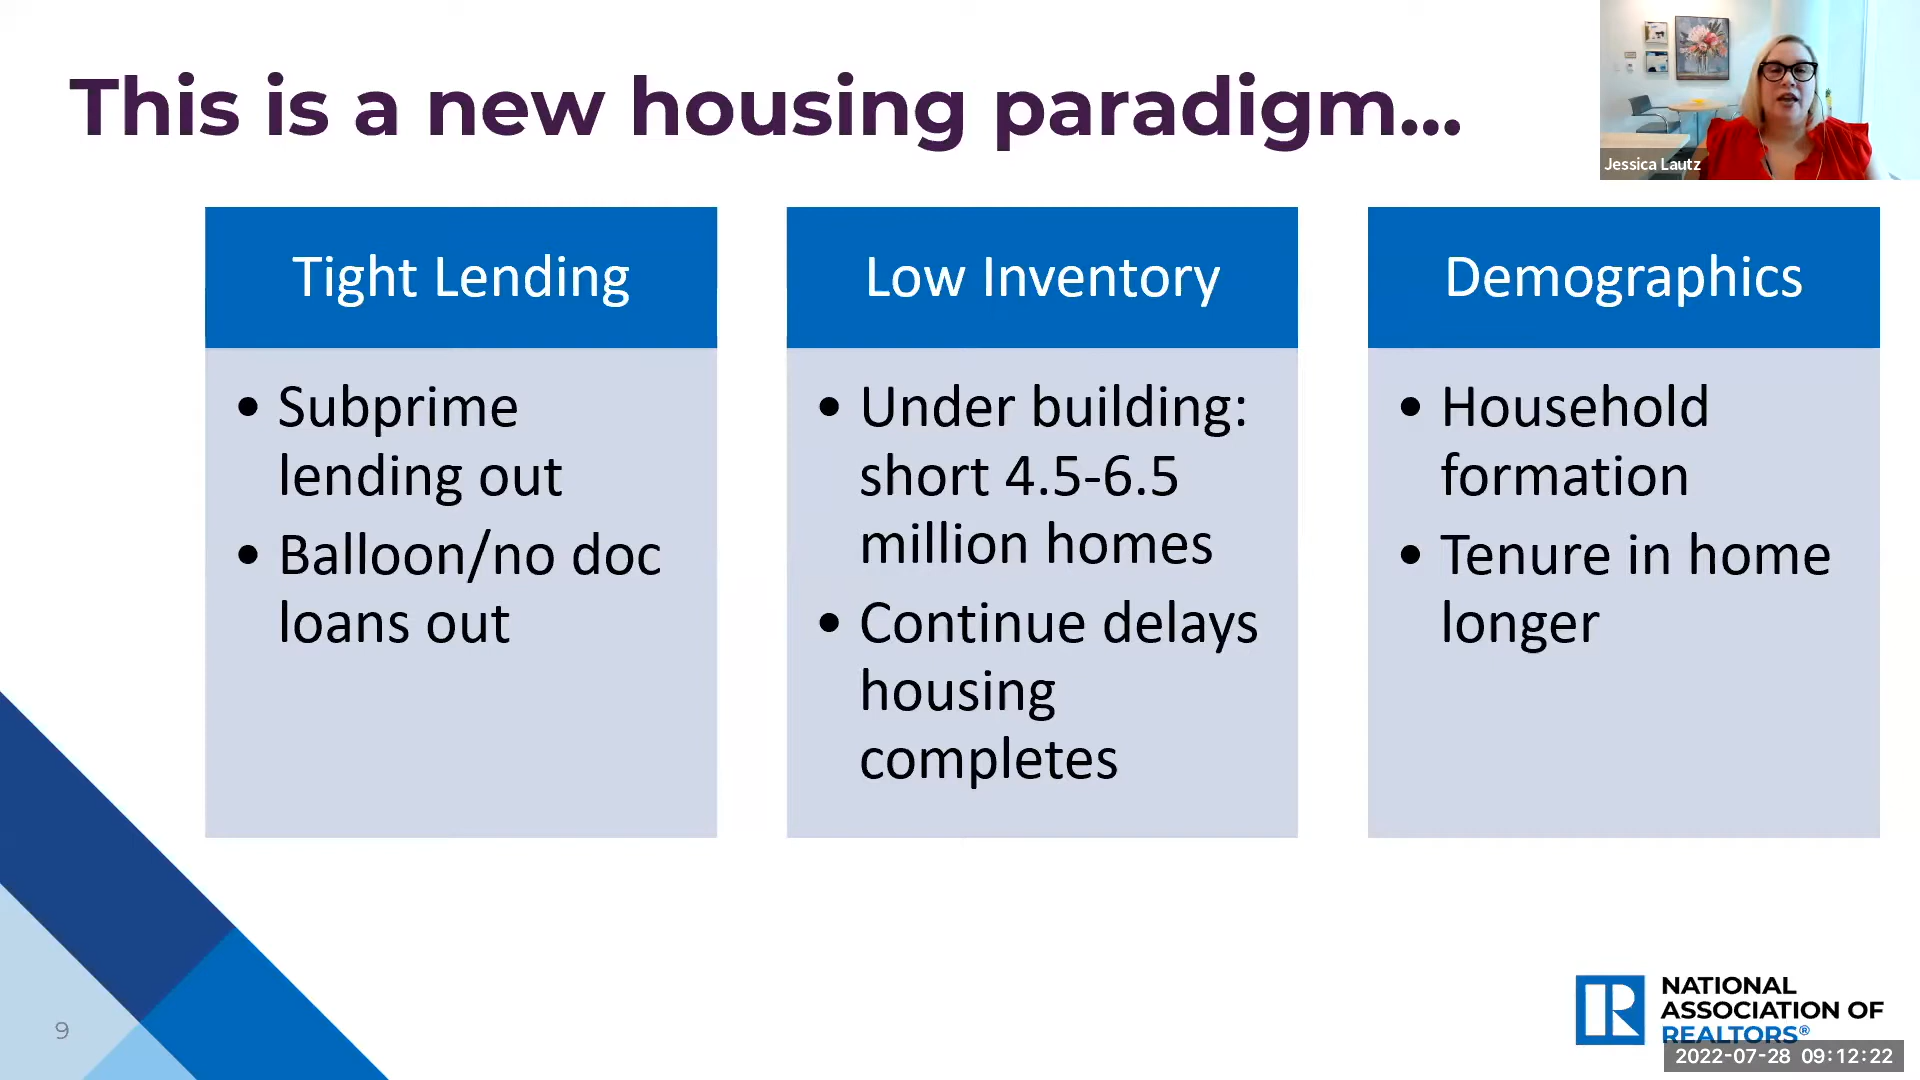 This is a new housing paradigm...
Jessica Lautz
Tight Lending
• Subprime
lending out
• Balloon/no doc
loans out
Low Inventory
• Under building:
short 4.5-6.5
million homes
• Continue delays
housing
completes
Demographics
• Household
formation
• Tenure in home
longer
9
NATIONAL
ASSOCIATION OF
REALTORS®
2022-07-28 09:12:22